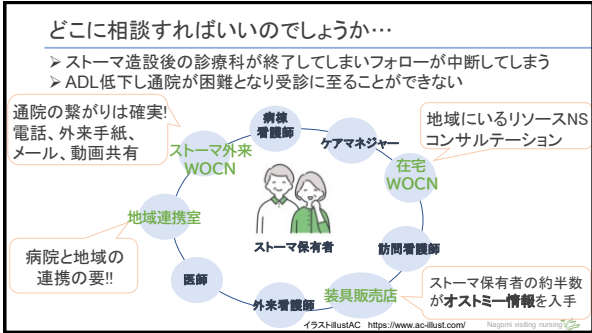 どこに相談すればいいのでしょうか…
➢ストーマ造設後の診療科が終了してしまいフォローが中断してしまう
➢ADL低下し通院が困難となり受診に至ることができない
通院の繋がりは確実!
電話、外来手紙、
メール、動画共有
病棟
看護師
ケアマネジャー
地域にいるリソースNS
コンサルテーション
ストーマ外来
WOCN
在宅
WOCN
地域連携室
ストーマ保有者
訪問看護師
病院と地域の
連携の要!!
医師
外来看護師
装具販売店
ストーマ保有者の約半数
がオストミー情報を入手
イラストillustAC https://www.ac-illust.com/
Nagomi visiting nursing